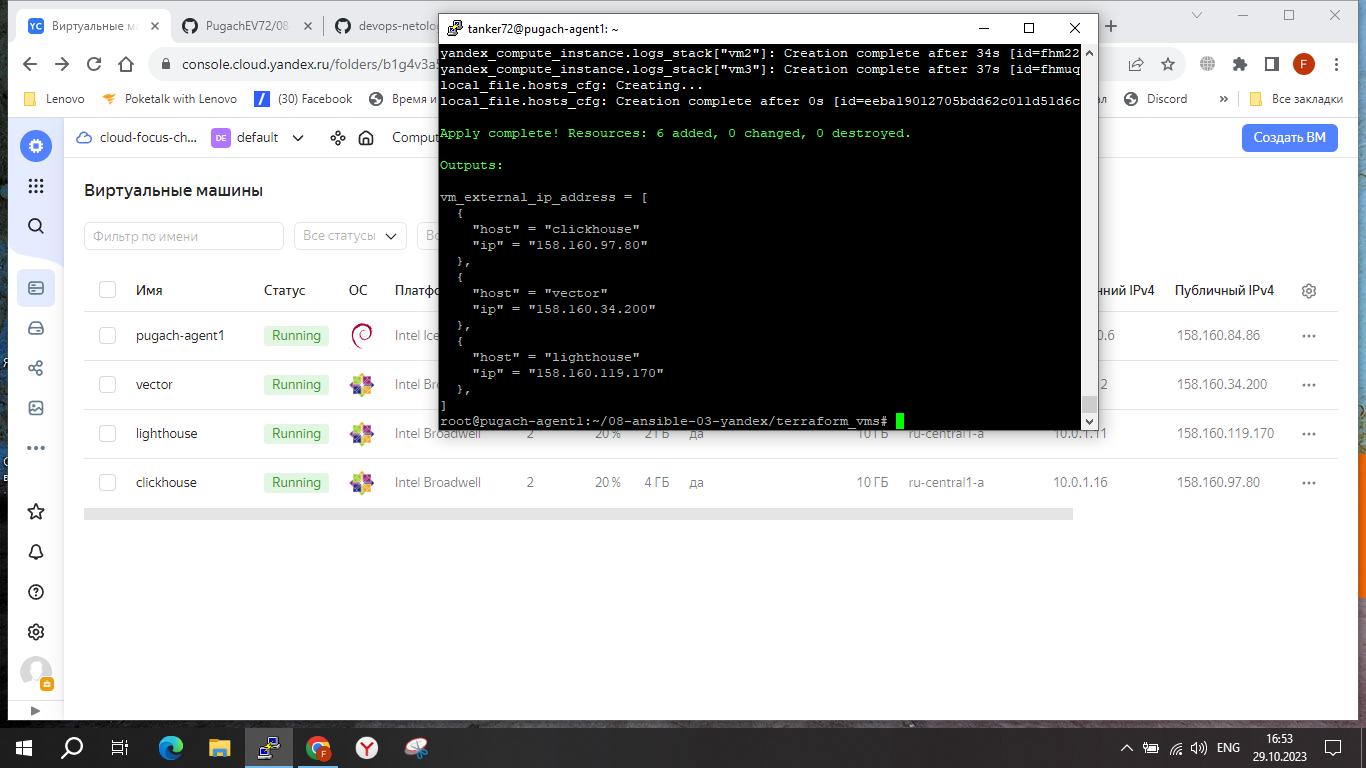 YC Виртуальные м
PugachEV72/08
devops-netolog
console.cloud.yandex.ru/folders/b1g4v3a5
F
Lenovo
Poketalk with Lenovo
(30) Facebook
Время и
ал
Discord
»
Все закладки
cloud-focus-ch...
DE default
Compu
Создать ВМ
Виртуальные машины
Фильтр по имени
Все статусы
Вс
Имя Статус ОС Платфо нний IPv4 Публичный IPv4
pugach-agent1 Running Intel Ice 0.6 158.160.84.86
vector Running Intel Br 2 158.160.34.200
lighthouse Running Intel Broadwell 2 20 % 2 ГБ да 10 ГБ ru-central1-a 10.0.1.11 158.160.119.170
clickhouse Running Intel Broadwell 2 20 % 4 ГБ да 10 ГБ ru-central1-a 10.0.1.16 158.160.97.80
tanker72@pugach-agent1: ~
yandex_compute_instance.logs_stack["vm2"]: Creation complete after 34s [id=fhm22
yandex_compute_instance.logs_stack["vm3"]: Creation complete after 37s [id=fhmuq
local_file.hosts_cfg: Creating...
local_file.hosts_cfg: Creation complete after 0s [id=eeba19012705bdd62c011d51d6c
Apply complete! Resources: 6 added, 0 changed, 0 destroyed.
Outputs:
vm_external_ip_address = [
{
"host" = "clickhouse"
"ip" = "158.160.97.80"
},
{
"host" = "vector"
"ip" = "158.160.34.200"
},
{
"host" = "lighthouse"
"ip" = "158.160.119.170"
},
]
root@pugach-agent1:~/08-ansible-03-yandex/terraform_vms#
ENG
16:53
29.10.2023